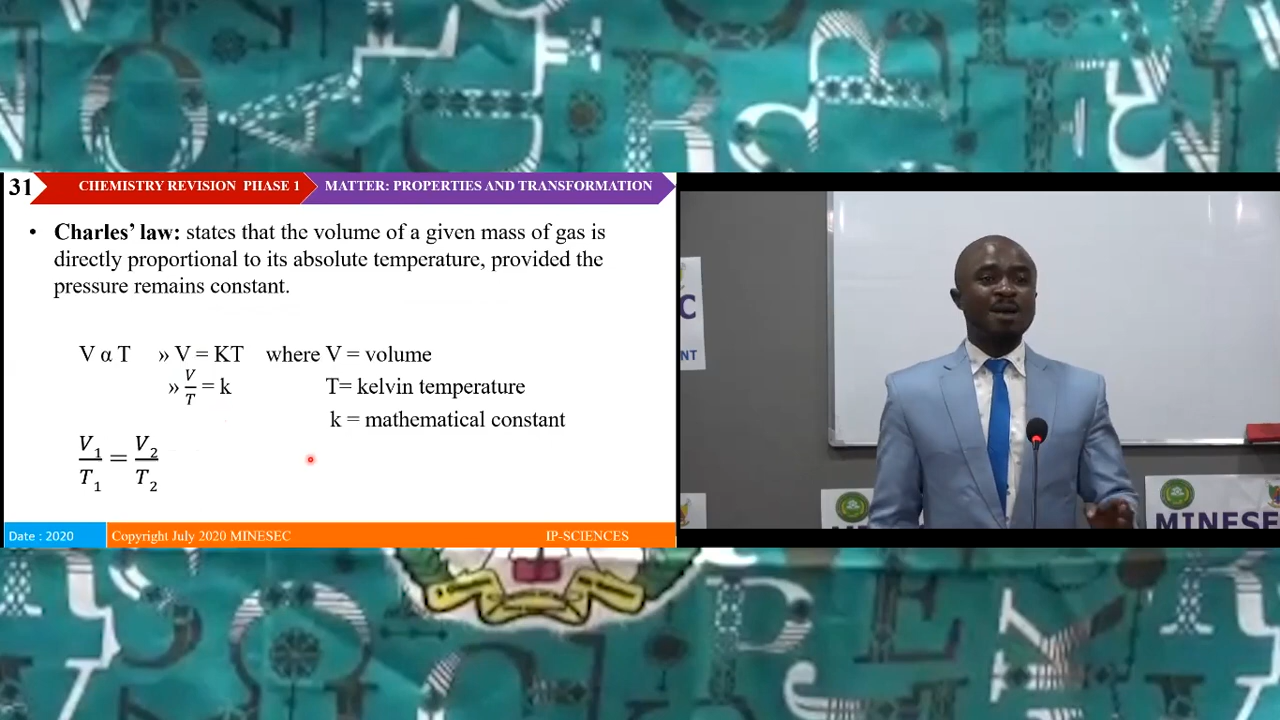 31
CHEMISTRY REVISION PHASE 1
MATTER: PROPERTIES AND TRANSFORMATION
• Charles' law: states that the volume of a given mass of gas is
directly proportional to its absolute temperature, provided the
pressure remains constant.
V α T » V = KT where V = volume
» V/T = k T= kelvin temperature
k = mathematical constant
V₁/T₁ = V₂/T₂
Date : 2020
Copyright July 2020 MINESEC
IP-SCIENCES
C
NT
MINESE